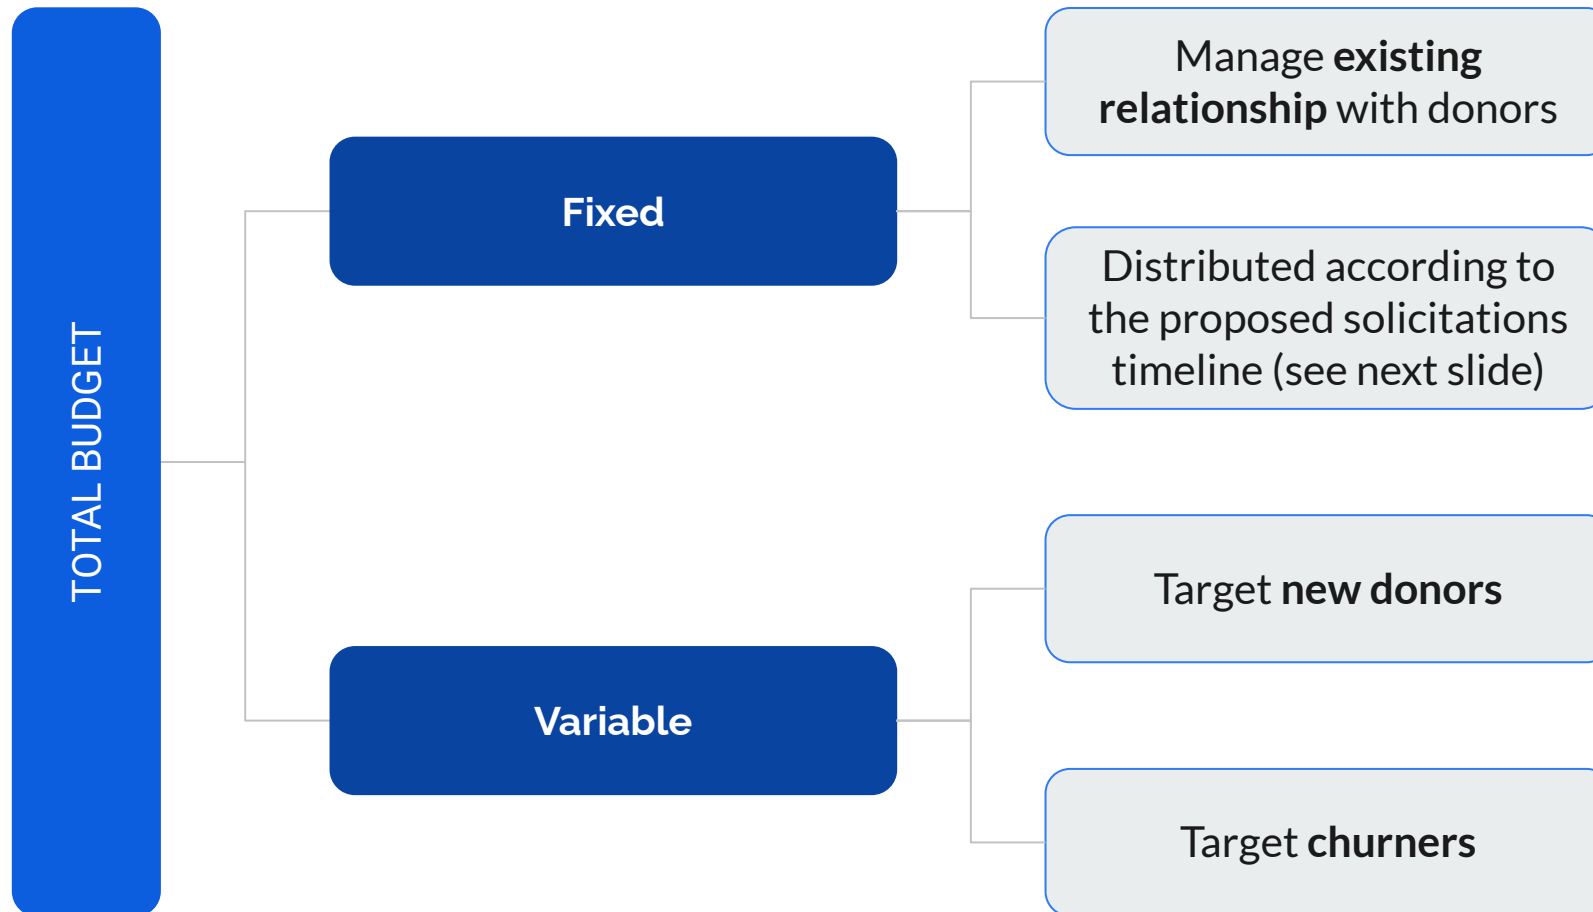 TOTAL BUDGET
Fixed
Manage existing
relationship with donors
Distributed according to
the proposed solicitations
timeline (see next slide)
Variable
Target new donors
Target churners